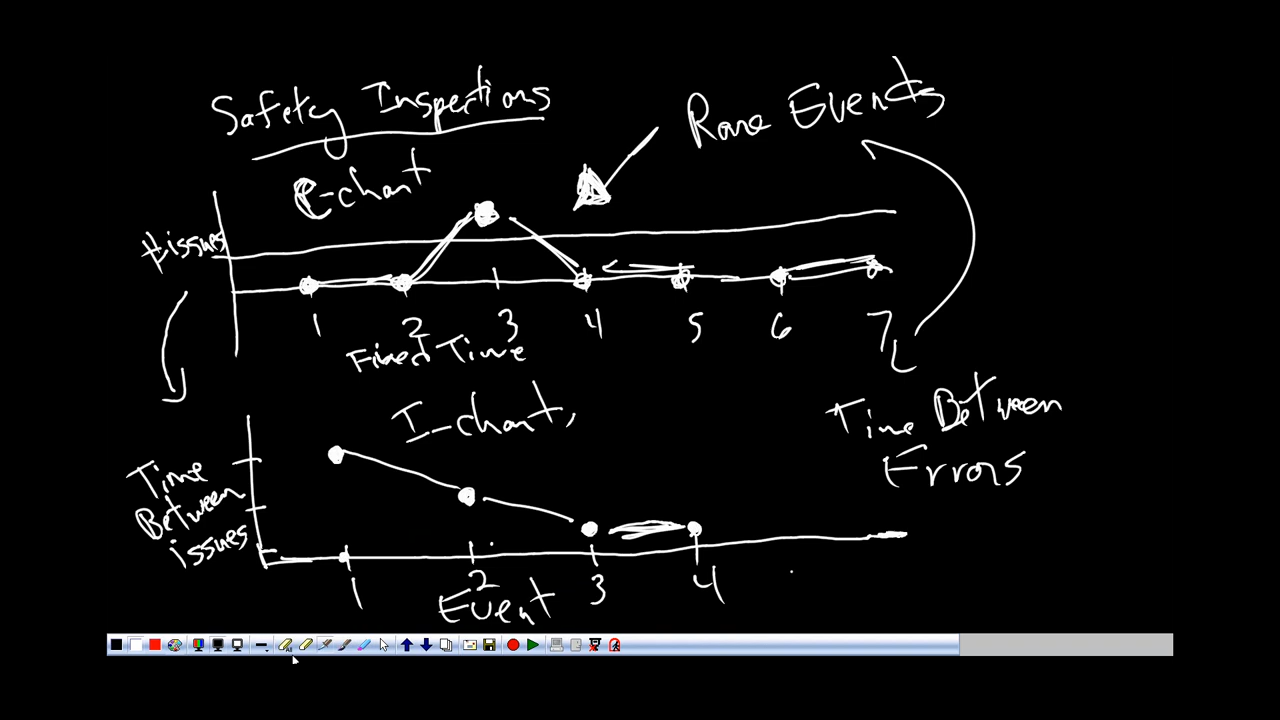 Safety Inspections
Rare Events
c-chart
#issues
1 2 3 4 5 6 7
Fixed Time
I-chart
Time Between
Errors
Time
Between
issues
1 2 3 4
Event